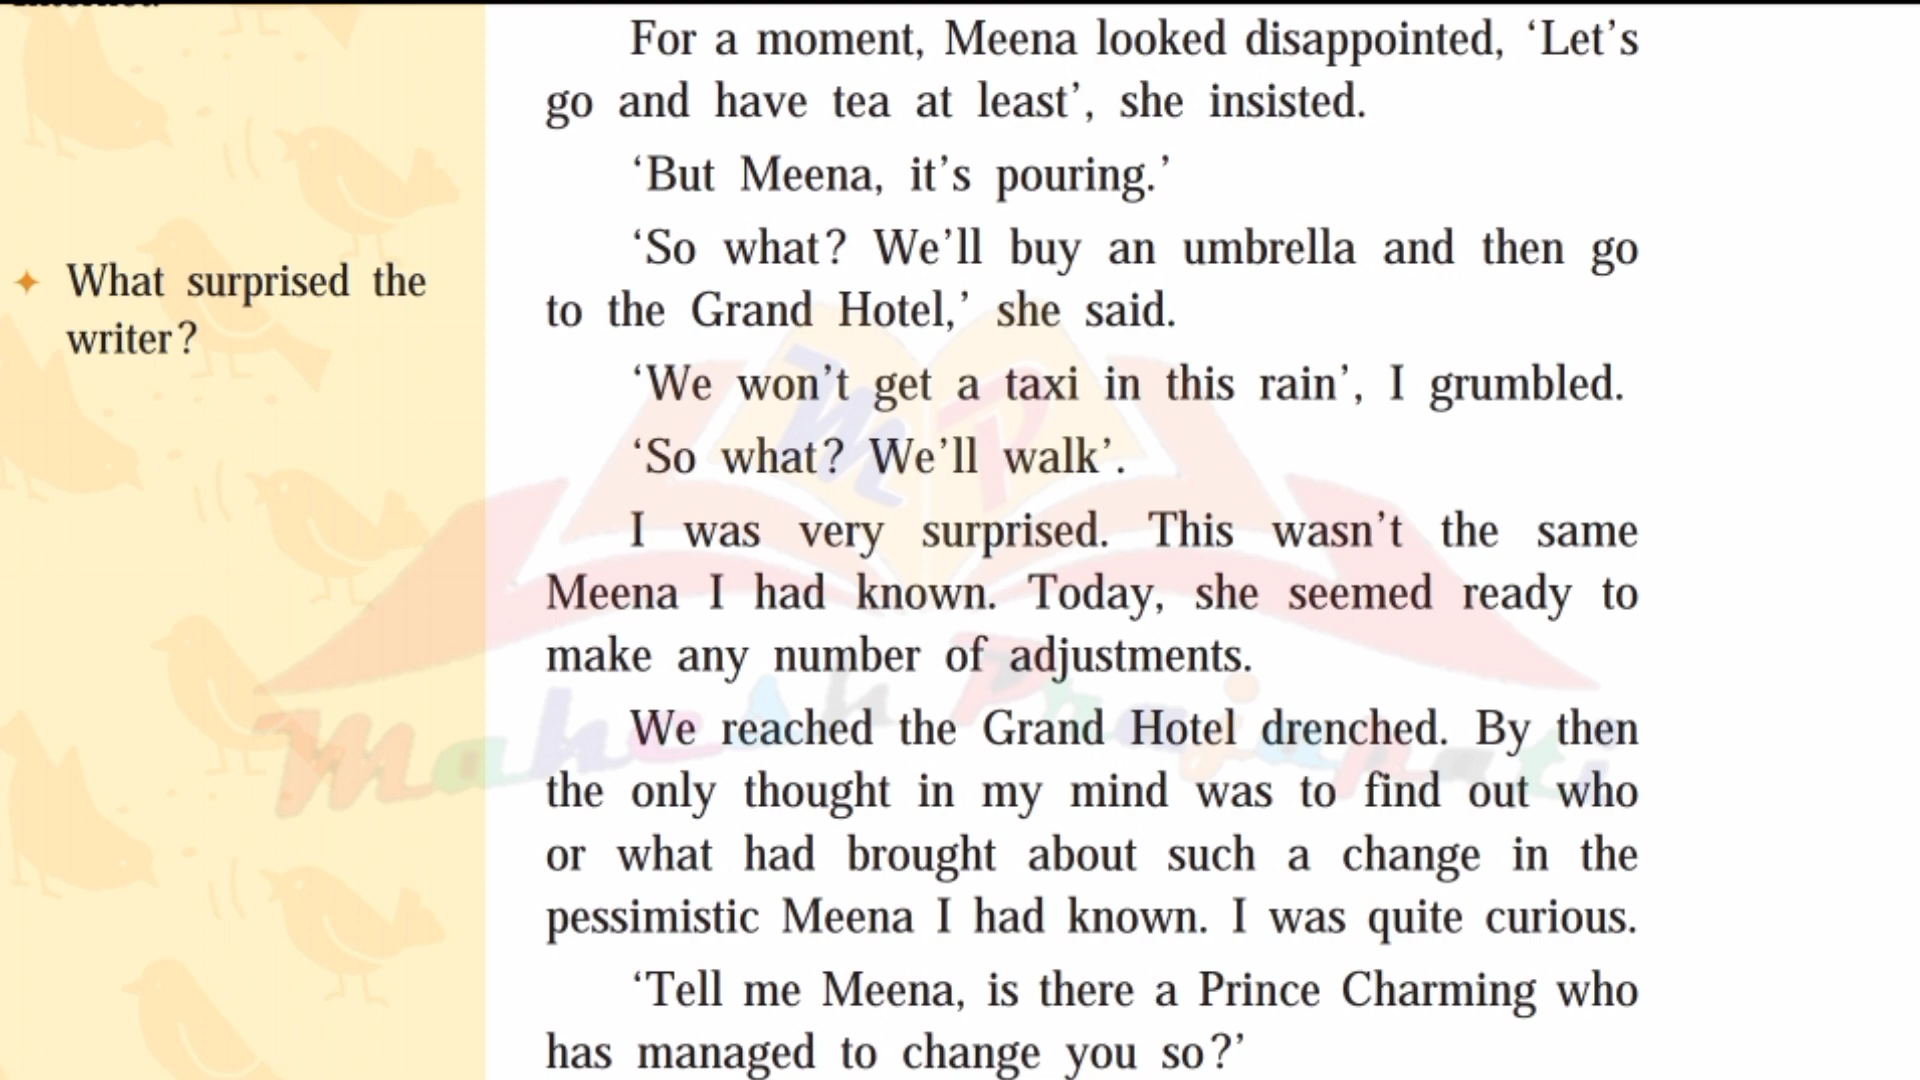 For a moment, Meena looked disappointed, ‘Let’s
go and have tea at least’, she insisted.
‘But Meena, it’s pouring.’
‘So what? We’ll buy an umbrella and then go
to the Grand Hotel,’ she said.
✦ What surprised the
writer?
‘We won’t get a taxi in this rain’, I grumbled.
‘So what? We’ll walk’.
I was very surprised. This wasn’t the same
Meena I had known. Today, she seemed ready to
make any number of adjustments.
We reached the Grand Hotel drenched. By then
the only thought in my mind was to find out who
or what had brought about such a change in the
pessimistic Meena I had known. I was quite curious.
‘Tell me Meena, is there a Prince Charming who
has managed to change you so?’
MP
Mahesh Prajapati